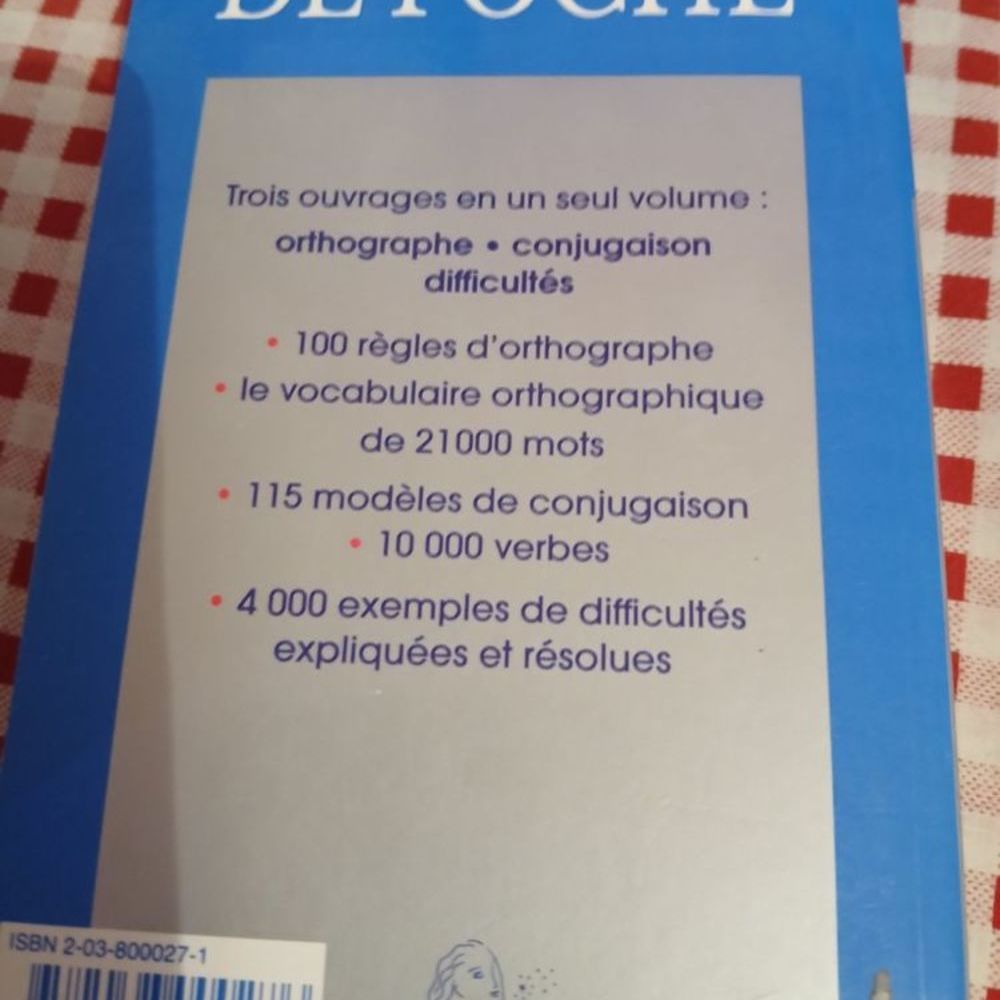 DE POCHE
Trois ouvrages en un seul volume :
orthographe • conjugaison
difficultés
• 100 règles d'orthographe
• le vocabulaire orthographique
de 21000 mots
• 115 modèles de conjugaison
• 10 000 verbes
• 4 000 exemples de difficultés
expliquées et résolues
ISBN 2-03-800027-1